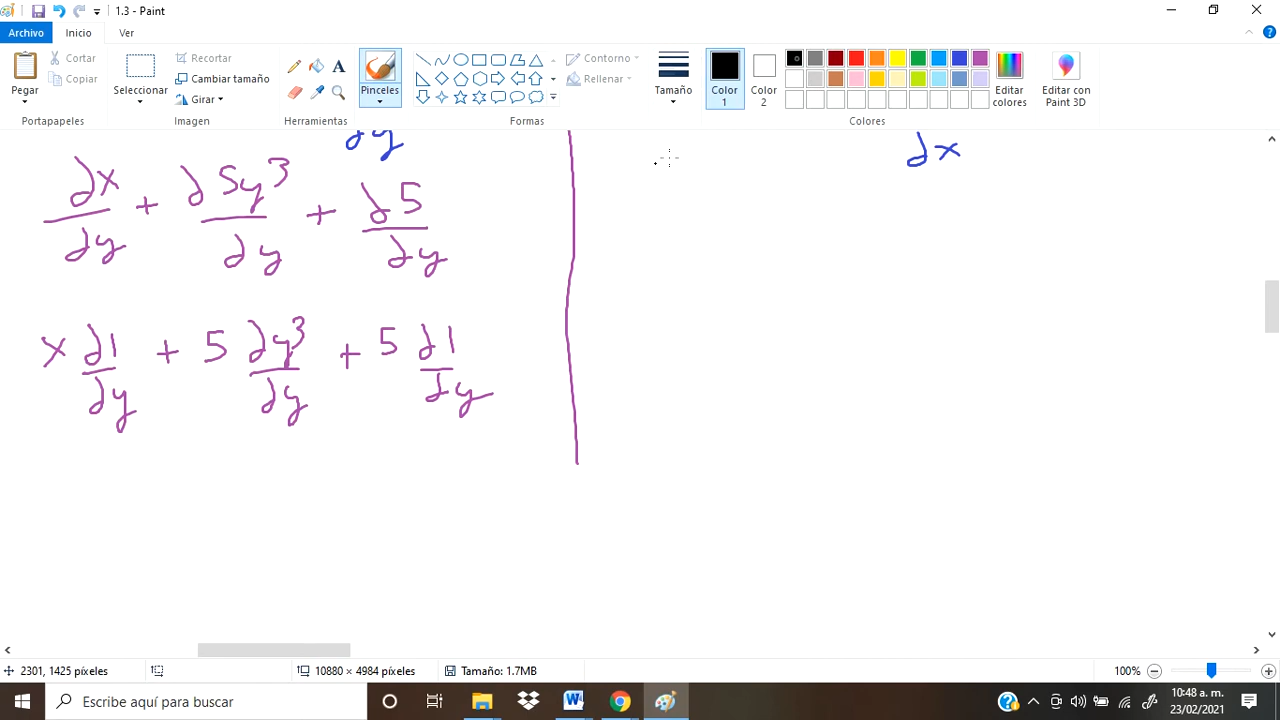 1.3 - Paint
Archivo Inicio Ver
Pegar Cortar Copiar Portapapeles
Seleccionar Recortar Cambiar tamaño Girar Imagen
Herramientas
Pinceles
Contorno Rellenar Formas
Tamaño
Color 1 Color 2 Editar colores Colores
Editar con Paint 3D
∂y ∂x
∂x/∂y + ∂5y³/∂y + ∂5/∂y
x ∂1/∂y + 5 ∂y³/∂y + 5 ∂1/∂y
2301, 1425 píxeles 10880 × 4984 píxeles Tamaño: 1.7MB 100%
Escribe aquí para buscar 10:48 a. m.
23/02/2021